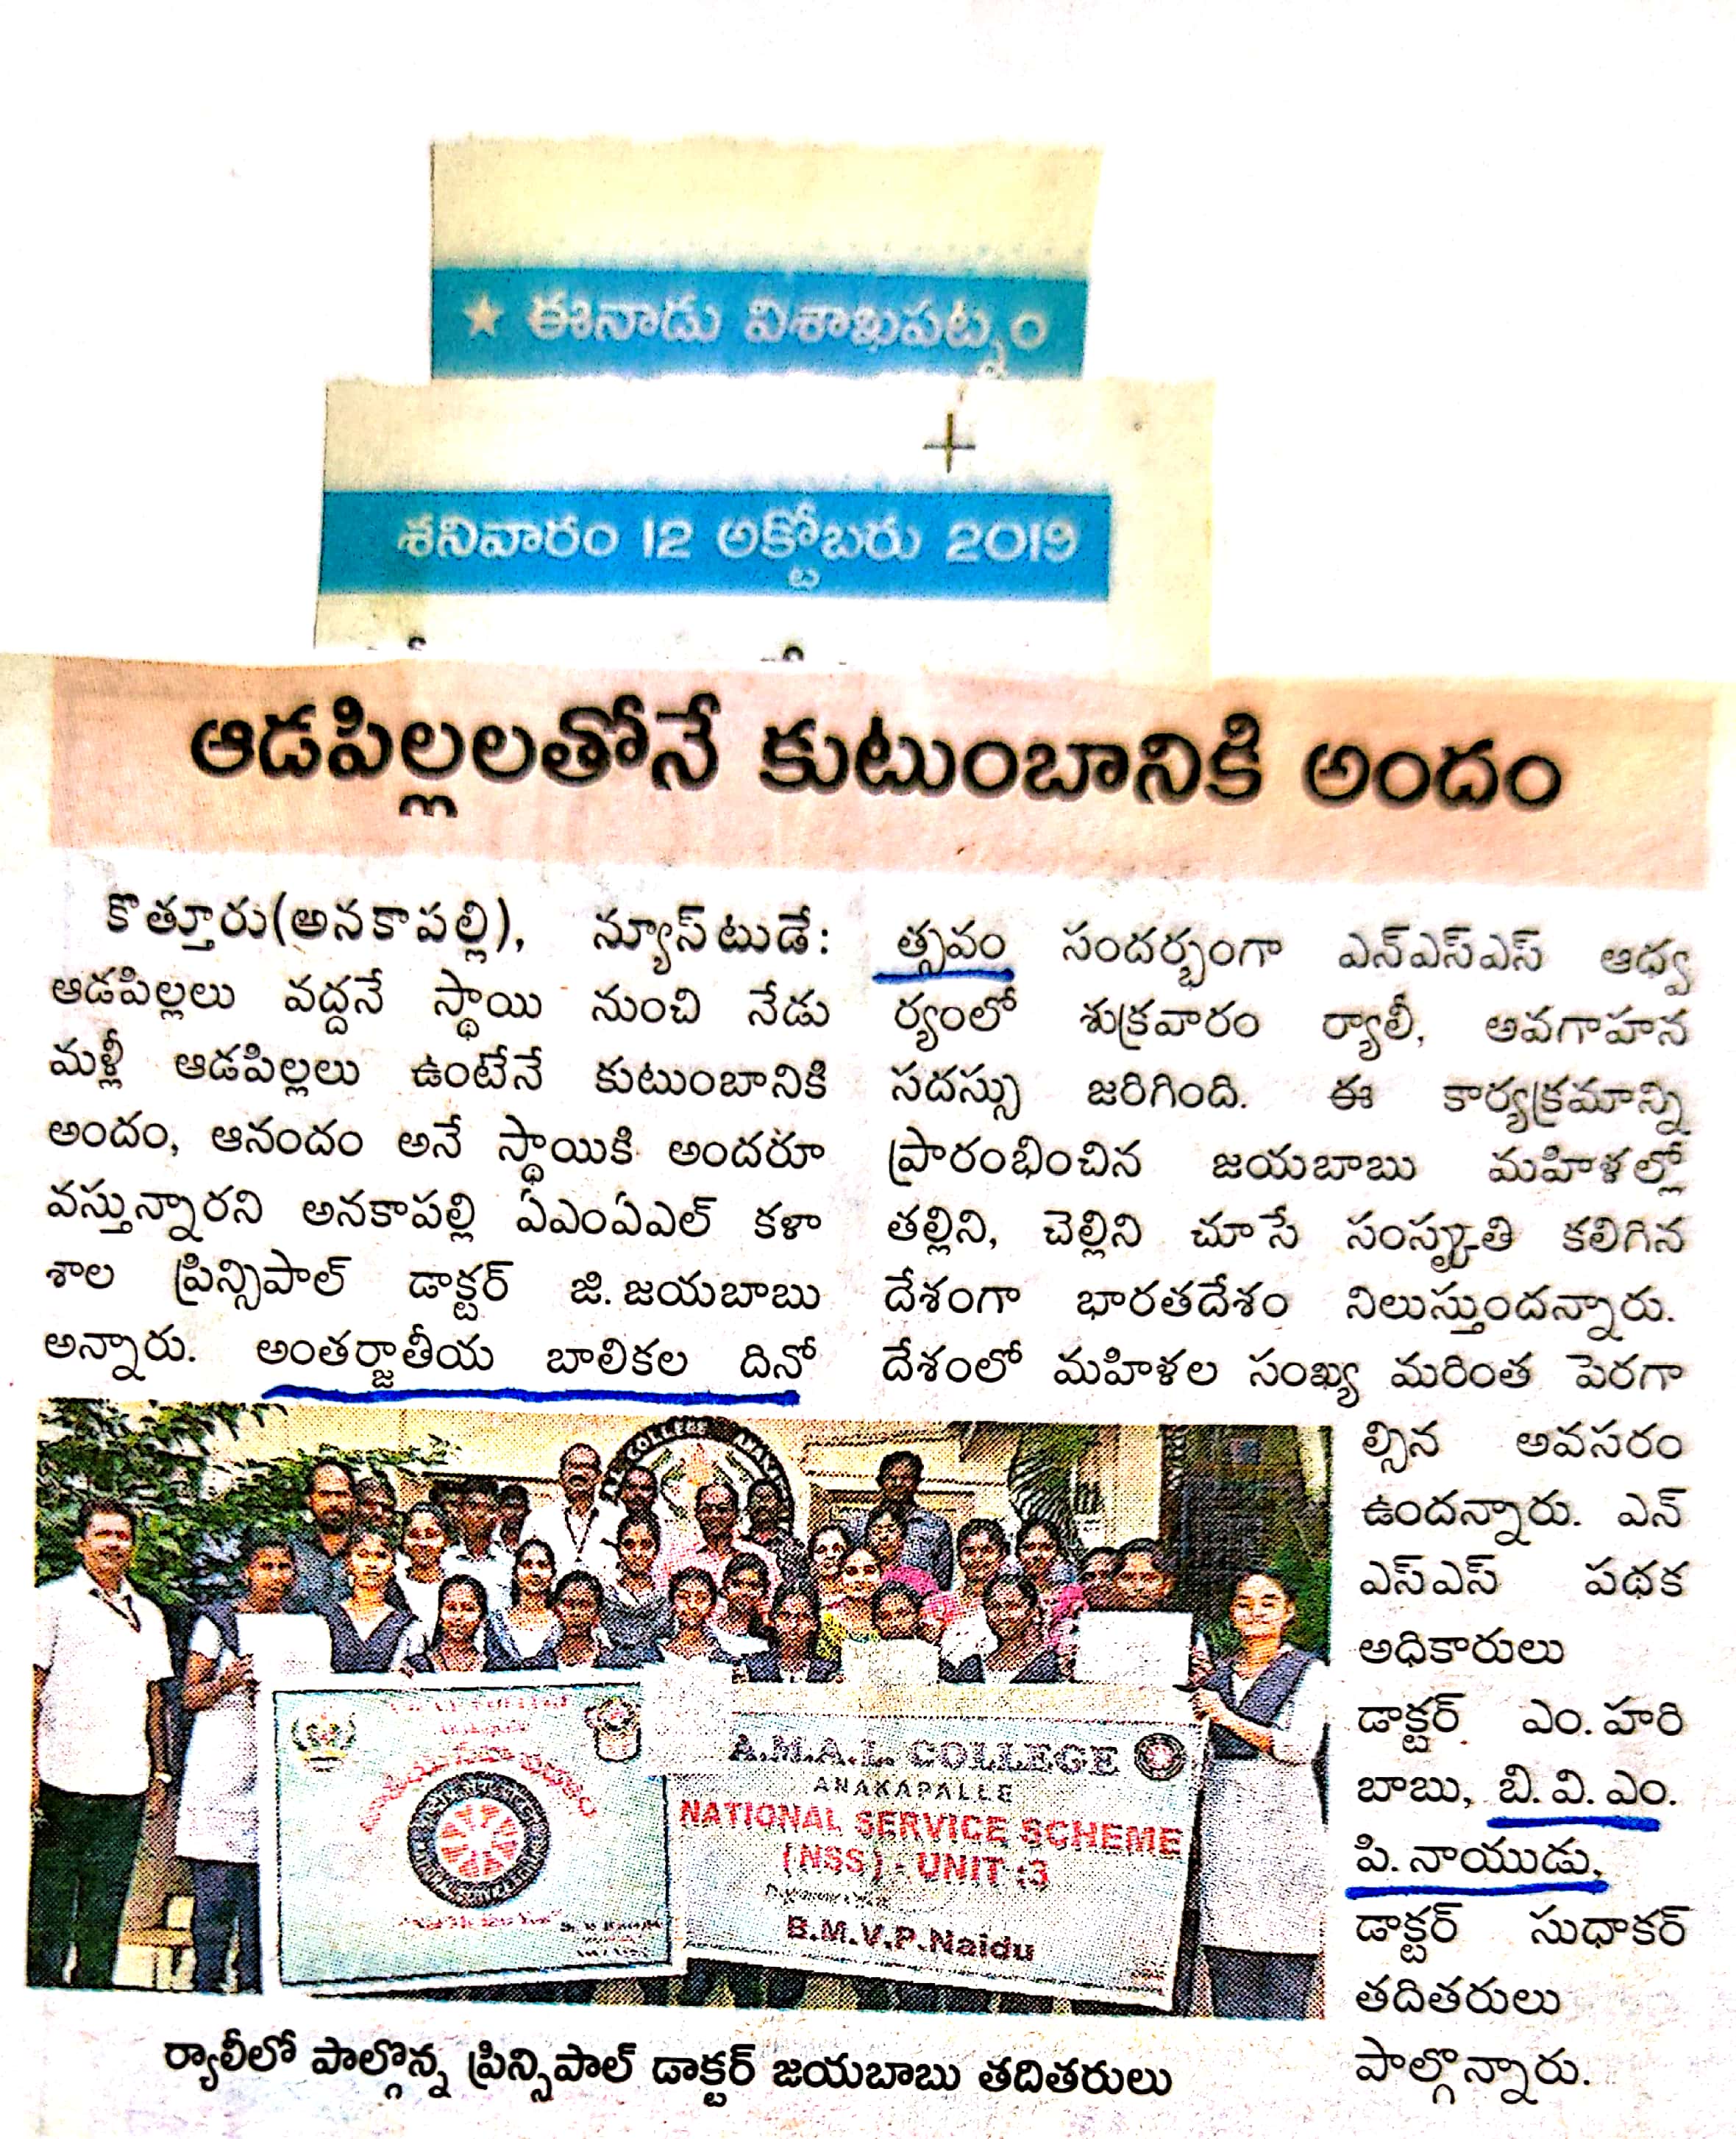 ★ ఈనాడు విశాఖపట్నం
శనివారం 12 అక్టోబరు 2019
ఆడపిల్లలతోనే కుటుంబానికి అందం
కొత్తూరు(అనకాపల్లి), న్యూస్‌టుడే:
ఆడపిల్లలు వద్దనే స్థాయి నుంచి నేడు
మళ్లీ ఆడపిల్లలు ఉంటేనే కుటుంబానికి
అందం, ఆనందం అనే స్థాయికి అందరూ
వస్తున్నారని అనకాపల్లి ఏఎంఏఎల్ కళా
శాల ప్రిన్సిపాల్ డాక్టర్ జి.జయబాబు
అన్నారు. అంతర్జాతీయ బాలికల దినో
త్సవం సందర్భంగా ఎన్ఎస్ఎస్ ఆధ్వ
ర్యంలో శుక్రవారం ర్యాలీ, అవగాహన
సదస్సు జరిగింది. ఈ కార్యక్రమాన్ని
ప్రారంభించిన జయబాబు మహిళల్లో
తల్లిని, చెల్లిని చూసే సంస్కృతి కలిగిన
దేశంగా భారతదేశం నిలుస్తుందన్నారు.
దేశంలో మహిళల సంఖ్య మరింత పెరగా
ల్సిన అవసరం
ఉందన్నారు. ఎన్
ఎస్ఎస్ పథక
అధికారులు
డాక్టర్ ఎం.హరి
బాబు, బి.వి.ఎం.
పి.నాయుడు,
డాక్టర్ సుధాకర్
తదితరులు
పాల్గొన్నారు.
COLLEGE
A.M.A.L. COLLEGE
ANAKAPALLE
NATIONAL SERVICE SCHEME
(NSS) - UNIT :3
B.M.V.P.Naidu
ర్యాలీలో పాల్గొన్న ప్రిన్సిపాల్ డాక్టర్ జయబాబు తదితరులు